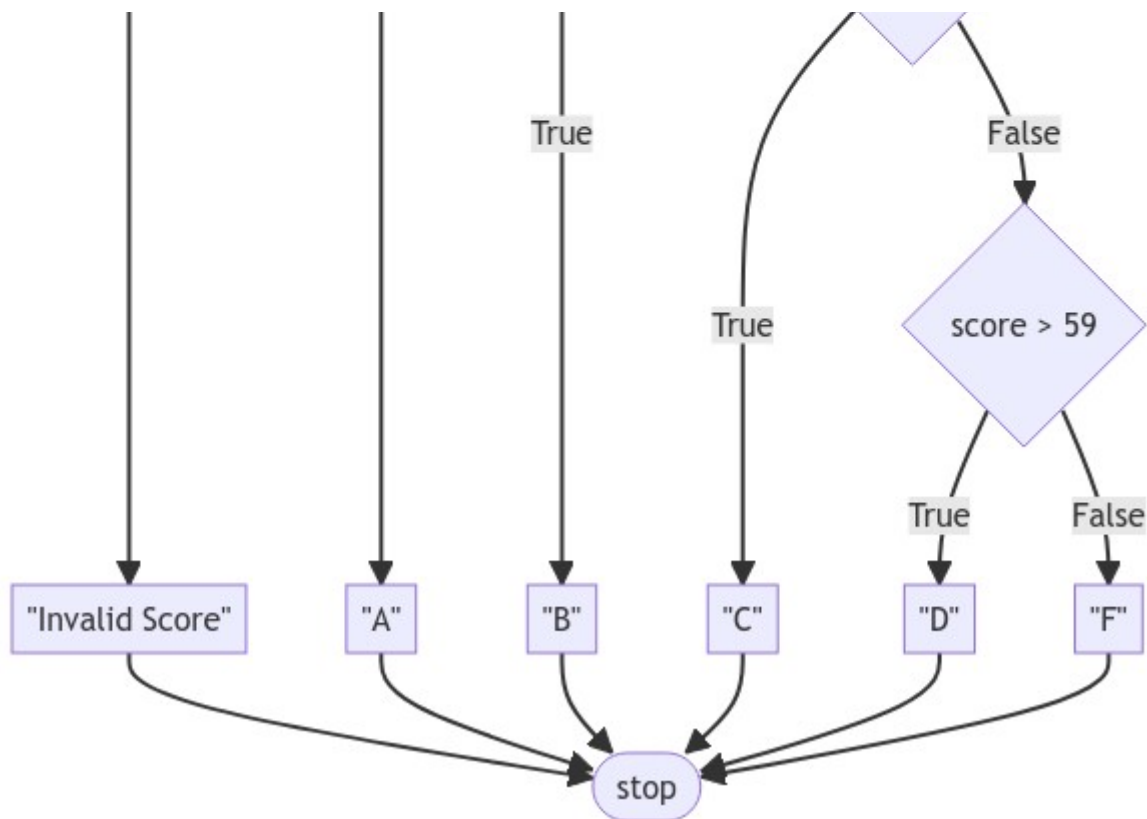 True
False
True
score > 59
True
False
"Invalid Score"
"A"
"B"
"C"
"D"
"F"
stop